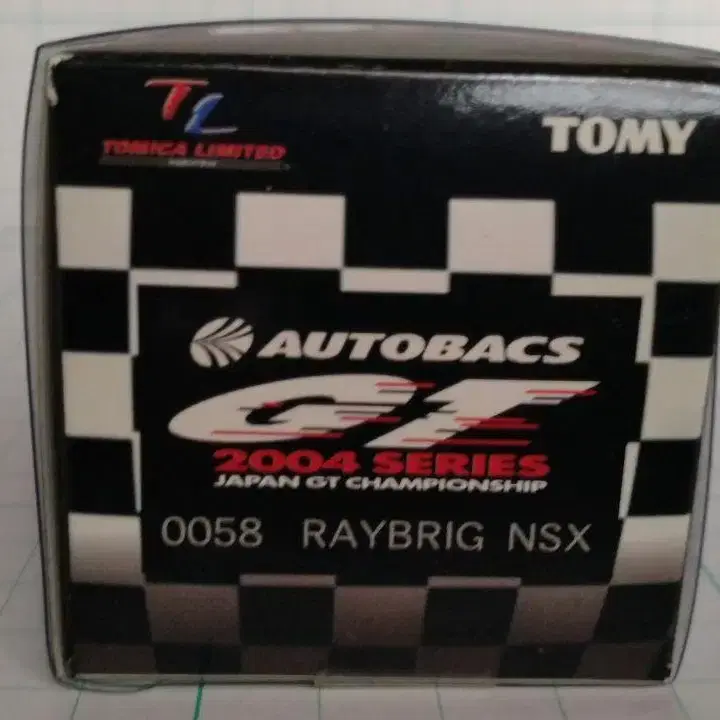 TL
TOMICA LIMITED
TOMY
AUTOBACS
GT
2004 SERIES
JAPAN GT CHAMPIONSHIP
0058 RAYBRIG NSX